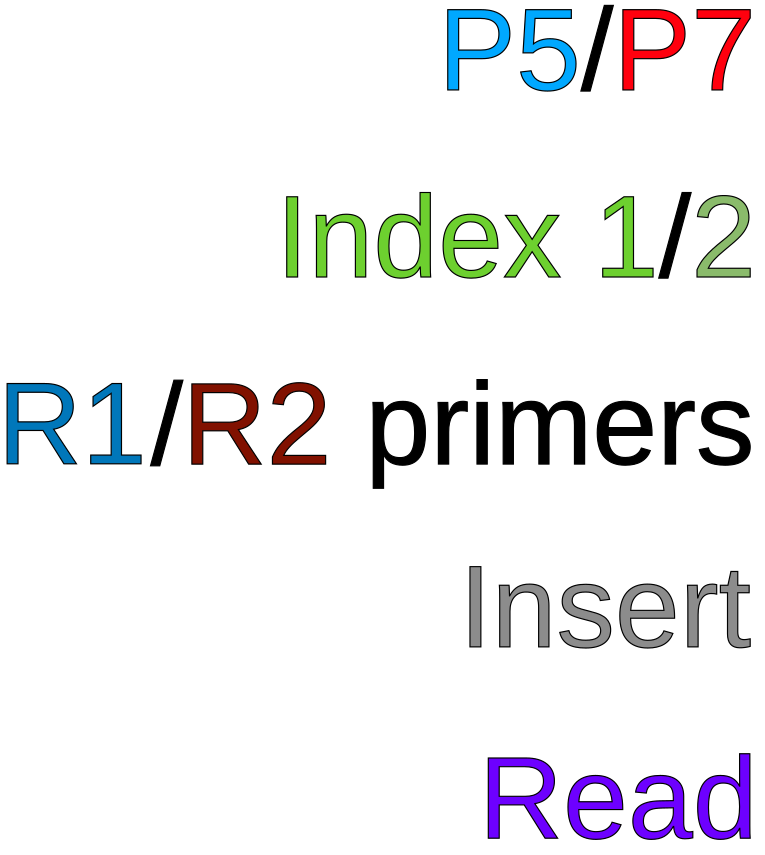 P5/P7
Index 1/2
R1/R2 primers
Insert
Read